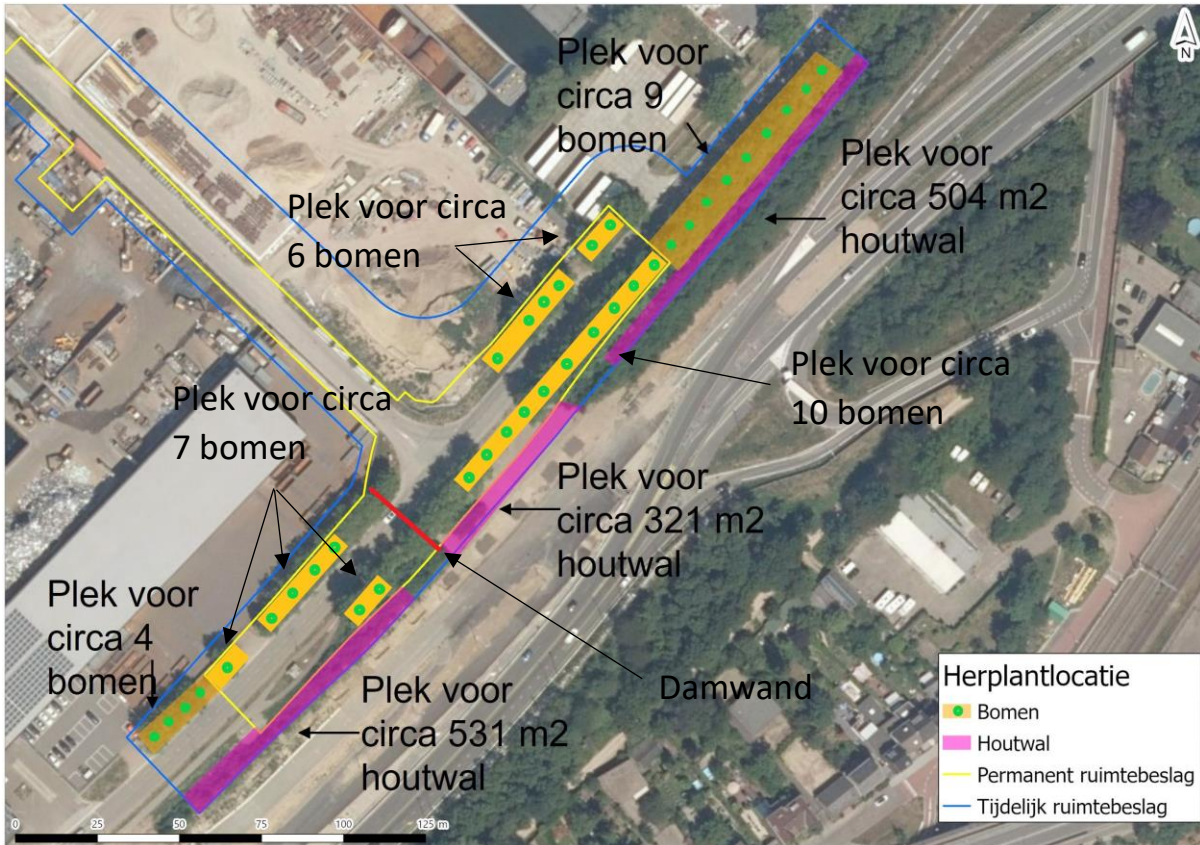 Plek voor
circa 9
bomen
N
Plek voor
circa 504 m2
houtwal
Plek voor circa
6 bomen
Plek voor circa
10 bomen
Plek voor circa
7 bomen
Plek voor
circa 321 m2
houtwal
Plek voor
circa 4
bomen
Plek voor
circa 531 m2
houtwal
Damwand
Herplantlocatie
Bomen
Houtwal
Permanent ruimtebeslag
Tijdelijk ruimtebeslag
0 25 50 75 100 125 m